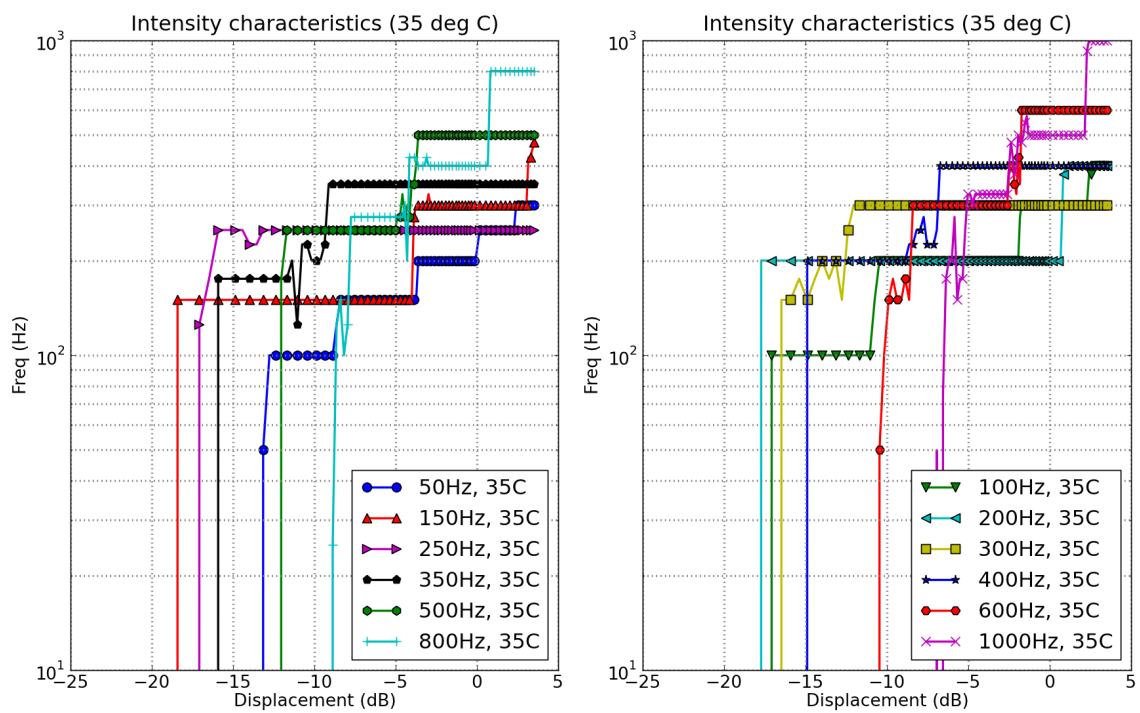 Intensity characteristics (35 deg C)
10³
10²
10¹
Freq (Hz)
50Hz, 35C
150Hz, 35C
250Hz, 35C
350Hz, 35C
500Hz, 35C
800Hz, 35C
−25 −20 −15 −10 −5 0 5
Displacement (dB)
Intensity characteristics (35 deg C)
10³
10²
10¹
Freq (Hz)
100Hz, 35C
200Hz, 35C
300Hz, 35C
400Hz, 35C
600Hz, 35C
1000Hz, 35C
−25 −20 −15 −10 −5 0 5
Displacement (dB)